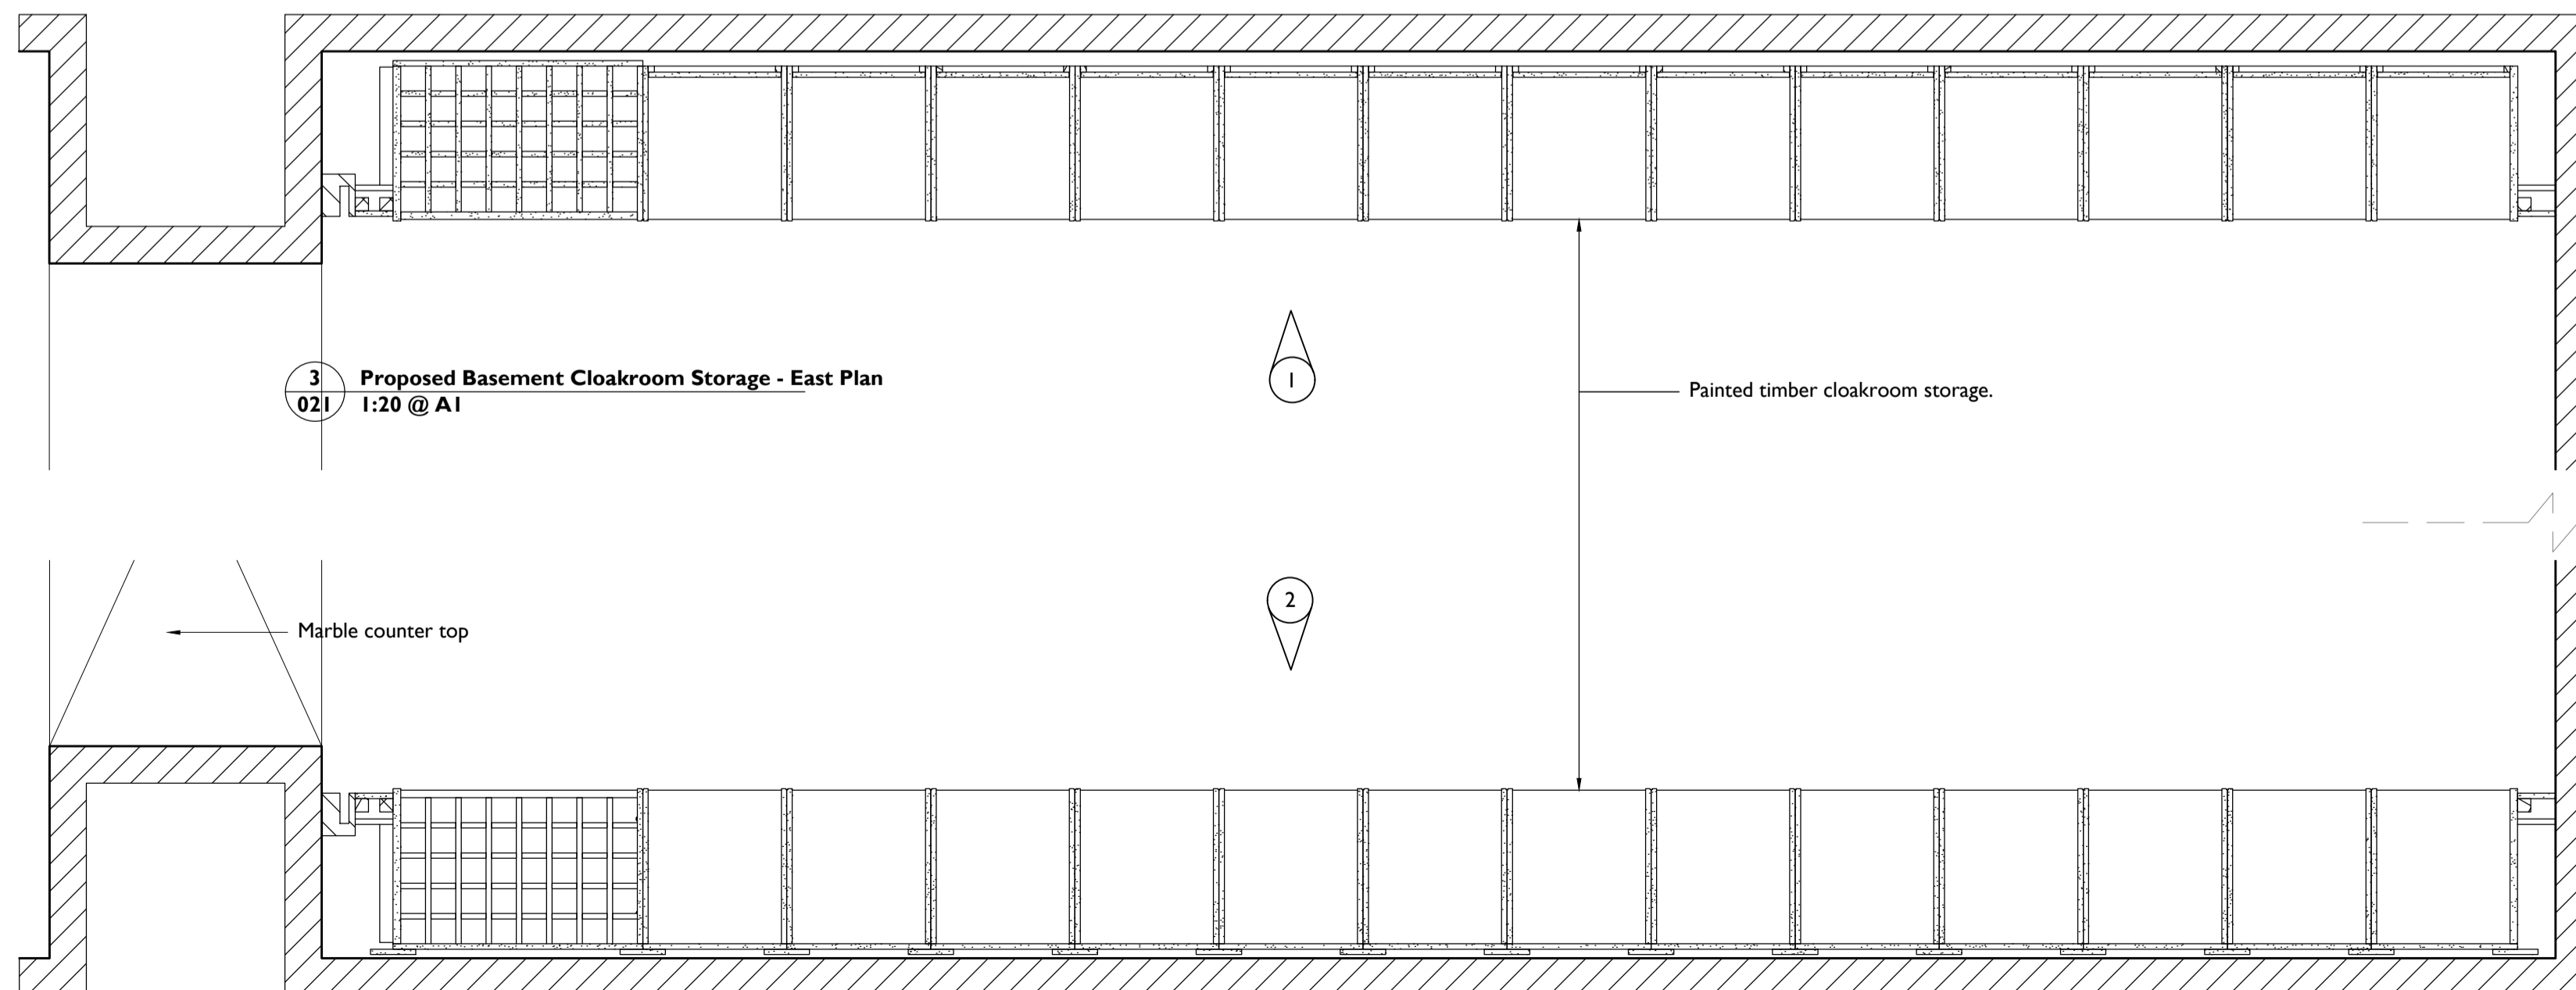 3 Proposed Basement Cloakroom Storage - East Plan
021 1:20 @ A1
1
Painted timber cloakroom storage.
2
Marble counter top